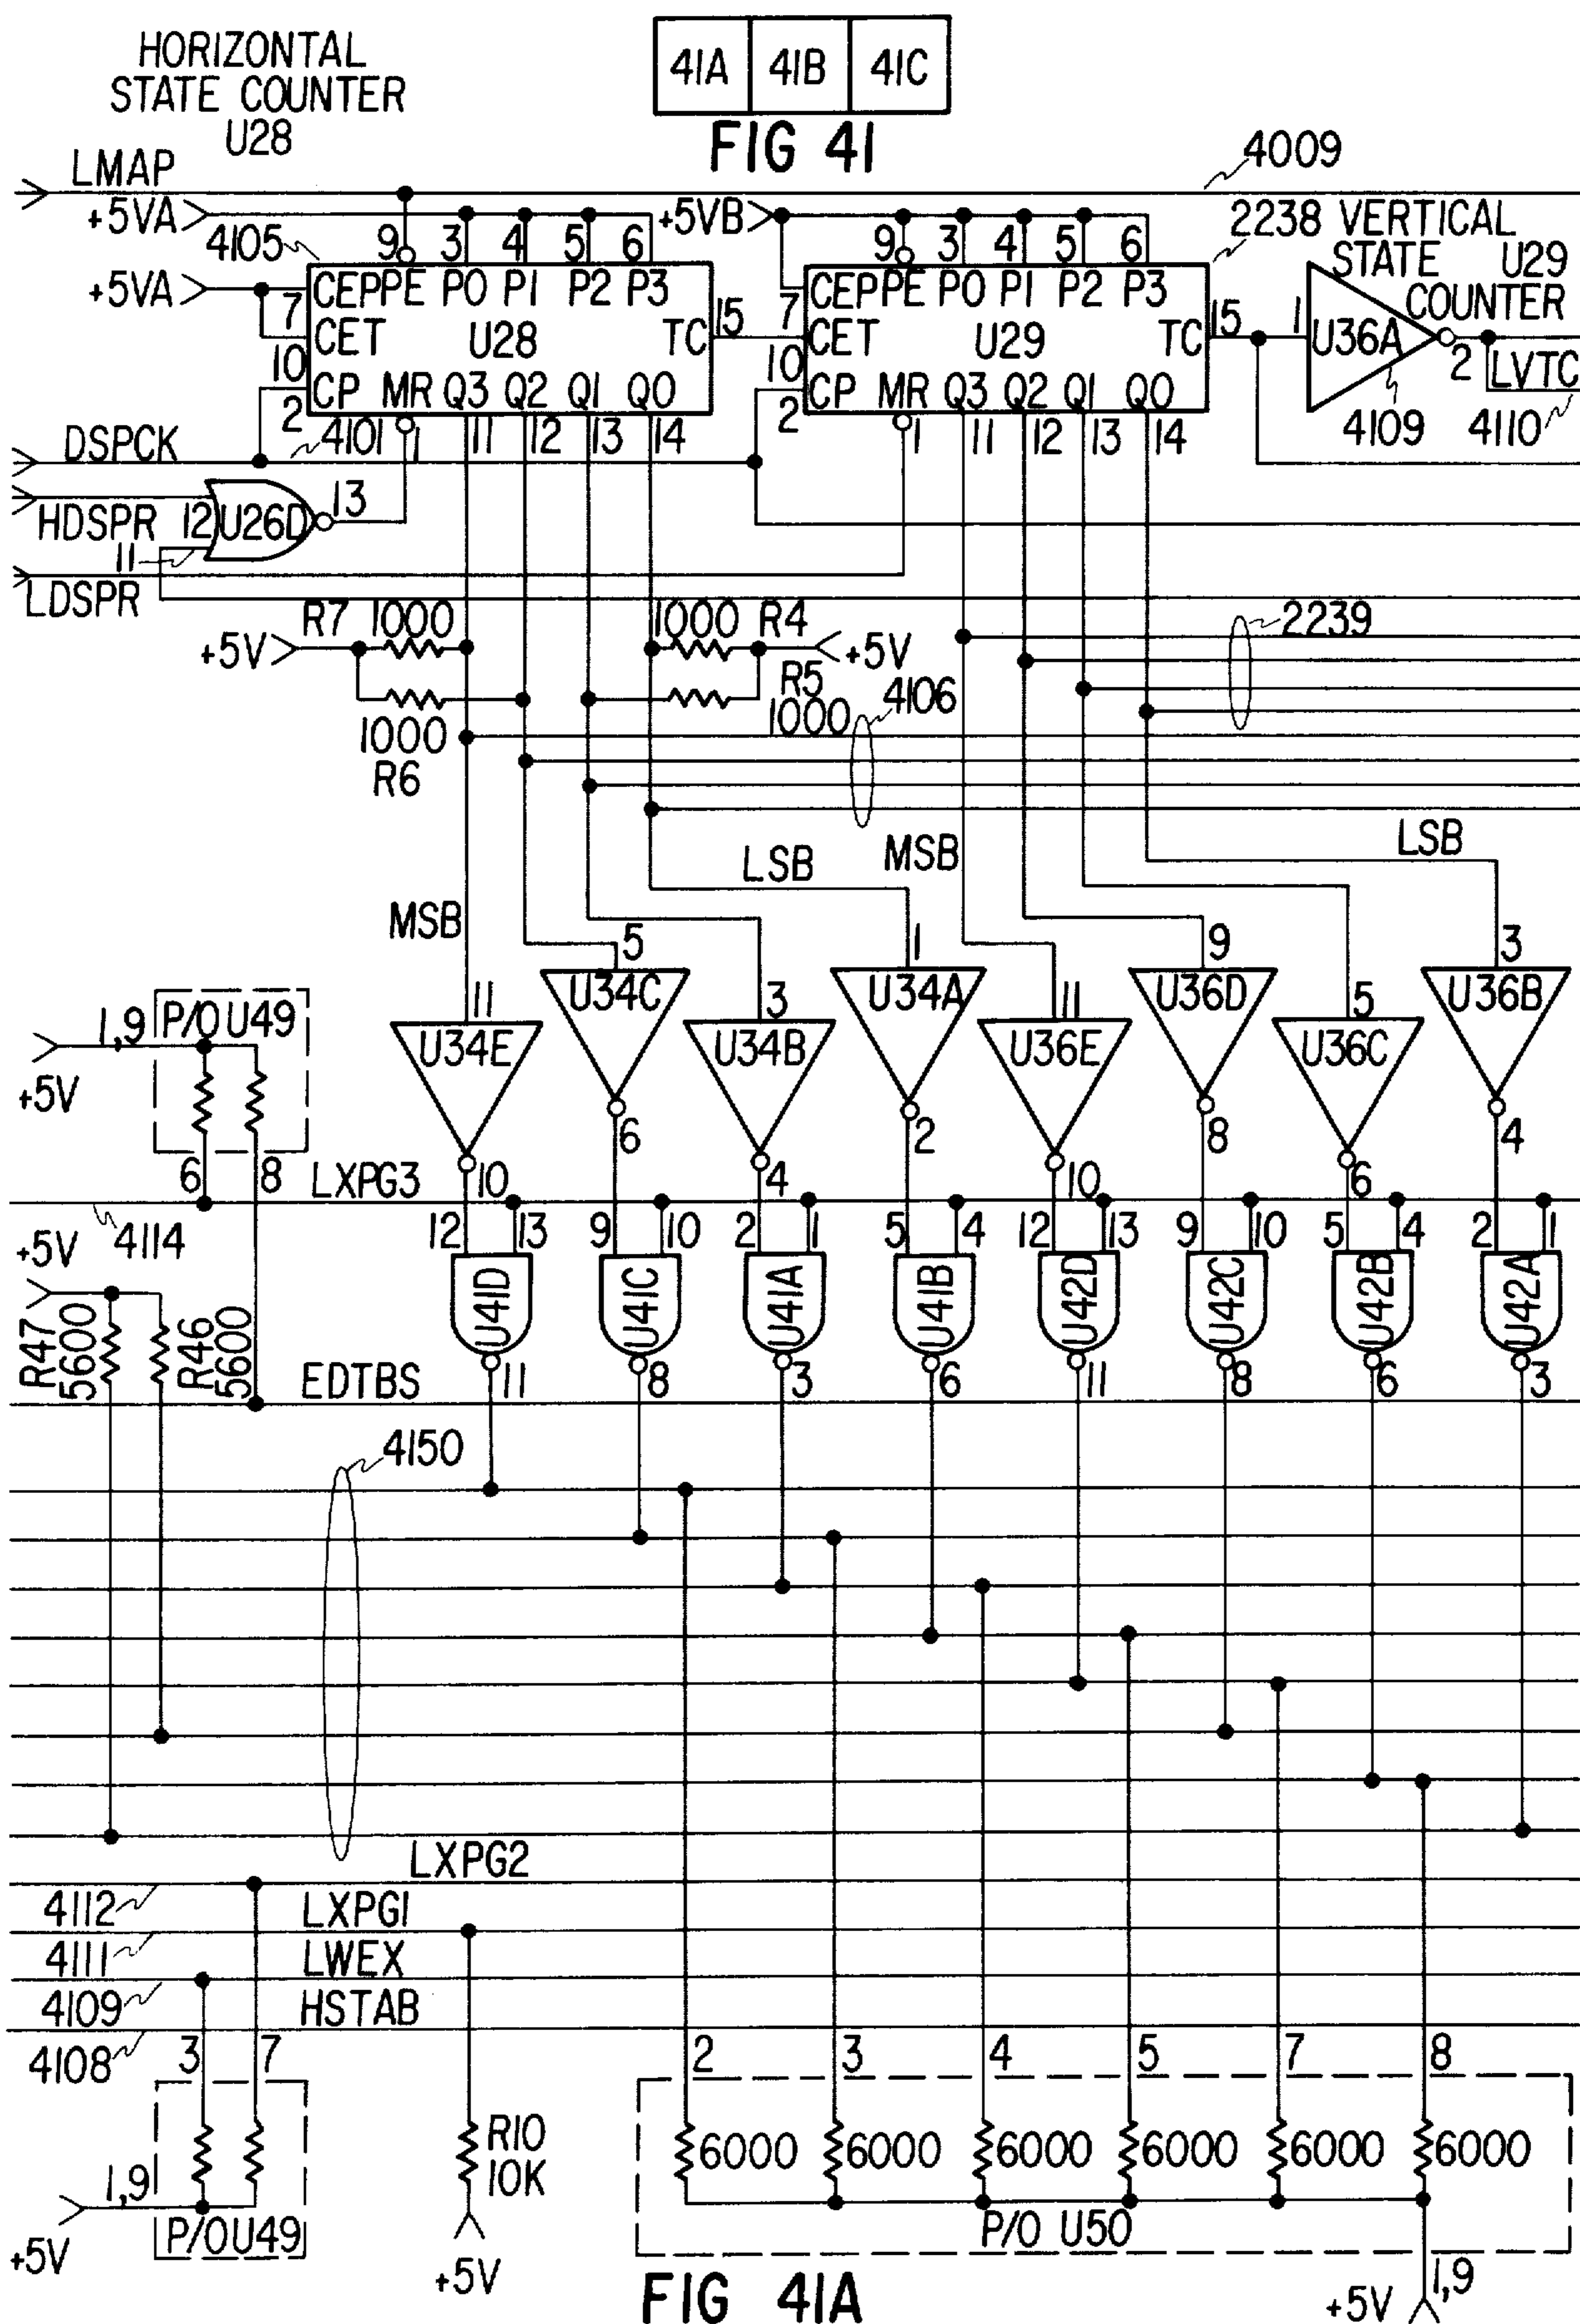 HORIZONTAL
STATE COUNTER
U28
41A 41B 41C
FIG 41
LMAP
4009
+5VA
+5VB
2238 VERTICAL
STATE U29
COUNTER
4105
9 3 4 5 6
9 3 4 5 6
+5VA
7
CEP PE P0 P1 P2 P3
7
CEP PE P0 P1 P2 P3
10
CET U28 TC
15
10
CET U29 TC
15
1
U36A
2
LVTC
2
CP MR Q3 Q2 Q1 Q0
2
CP MR Q3 Q2 Q1 Q0
4109
4110
DSPCK
4101
1 11 12 13 14
1 11 12 13 14
HDSPR
12
U26D
13
11
LDSPR
R7 1000
1000 R4
2239
+5V
+5V
R5
1000
4106
1000
R6
MSB
LSB
MSB
LSB
P/O U49
1,9
+5V
11
U34E
5
U34C
3
U34B
1
U34A
11
U36E
9
U36D
5
U36C
3
U36B
10
6
4
2
10
8
6
4
6 8
LXPG3
4114
12 13
9 10
2 1
5 4
12 13
9 10
5 4
2 1
+5V
U41D
U41C
U41A
U41B
U42D
U42C
U42B
U42A
R47
5600
R46
5600
EDTBS
11
8
3
6
11
8
6
3
4150
LXPG2
4112
LXPG1
4111
LWEX
4109
HSTAB
4108
3 7
2 3 4 5 7 8
R10
10K
6000 6000 6000 6000 6000 6000
1,9
+5V
P/O U49
+5V
P/O U50
1,9
+5V
FIG 41A